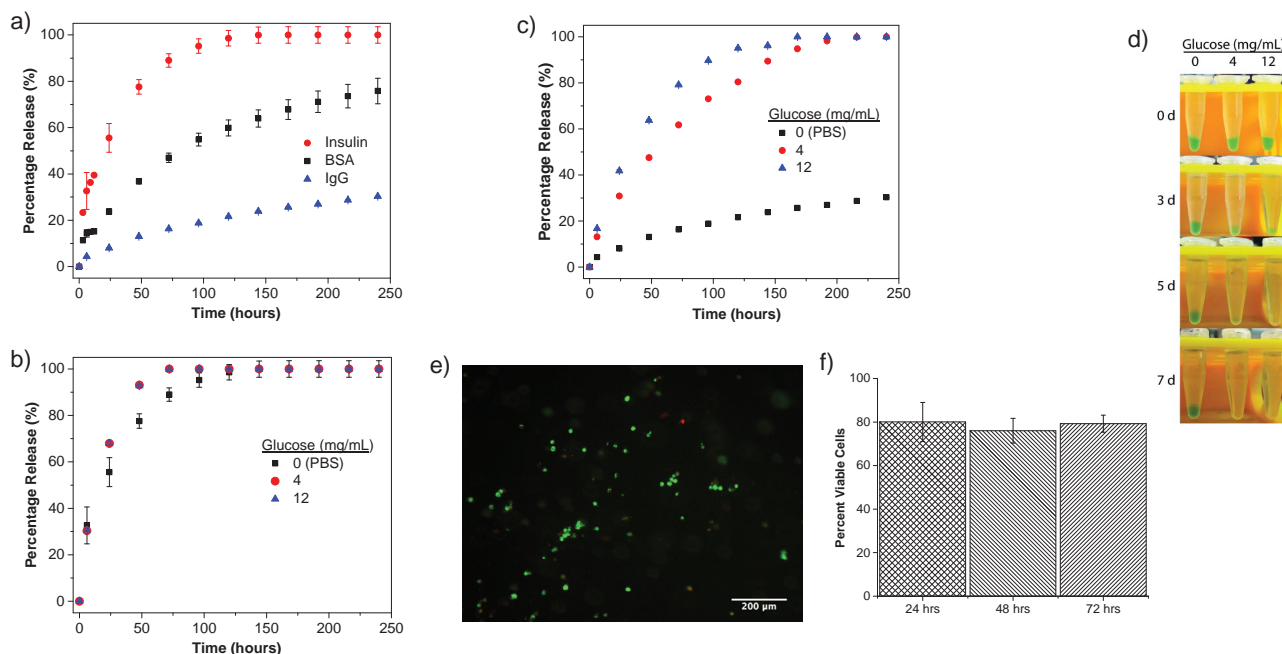 a)
Percentage Release (%)
100
80
60
40
20
0
Insulin
BSA
IgG
0 50 100 150 200 250
Time (hours)
b)
Percentage Release (%)
100
80
60
40
20
0
Glucose (mg/mL)
0 (PBS)
4
12
0 50 100 150 200 250
Time (hours)
c)
Percentage Release (%)
100
80
60
40
20
0
Glucose (mg/mL)
0 (PBS)
4
12
0 50 100 150 200 250
Time (hours)
d)
Glucose (mg/mL)
0 4 12
0 d
3 d
5 d
7 d
e)
200 µm
f)
Percent Viable Cells
100
80
60
40
20
0
24 hrs 48 hrs 72 hrs